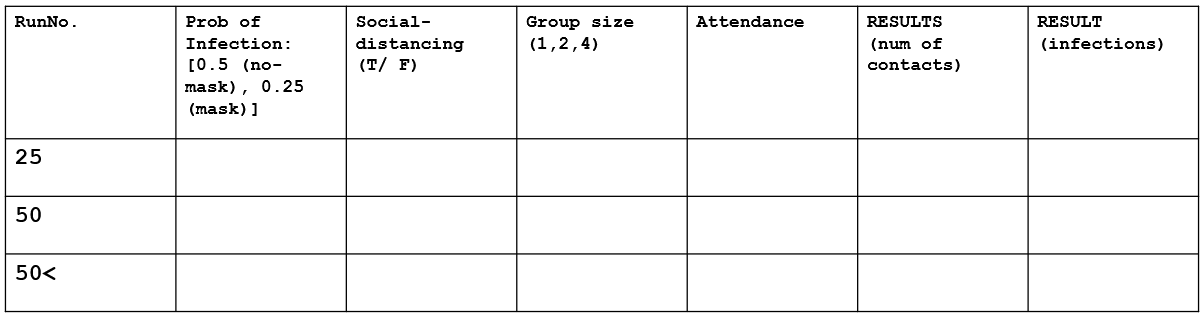 RunNo.
Prob of
Infection:
[0.5 (no-
mask), 0.25
(mask)]
Social-
distancing
(T/ F)
Group size
(1,2,4)
Attendance
RESULTS
(num of
contacts)
RESULT
(infections)
25
50
50<